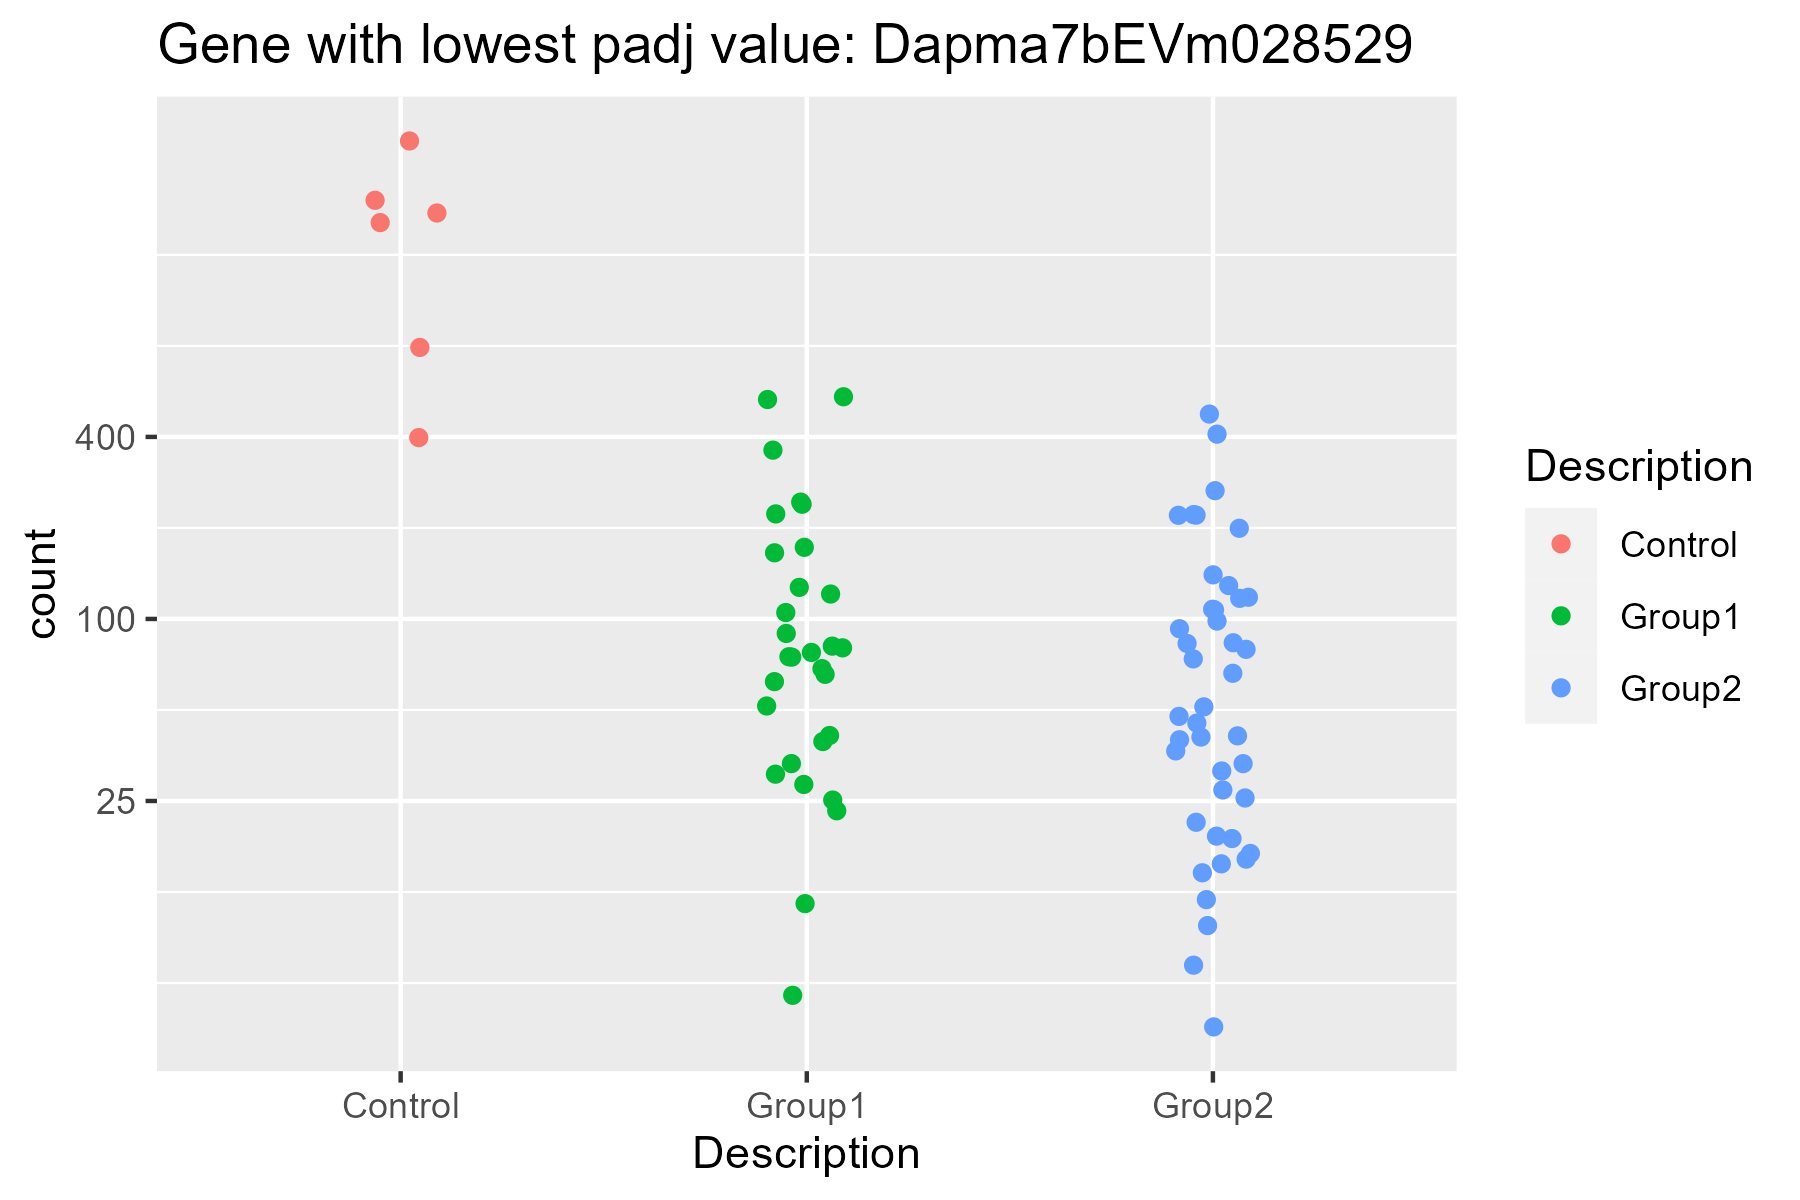 Gene with lowest padj value: Dapma7bEVm028529
count
400
100
25
Control
Group1
Group2
Description
Description
Control
Group1
Group2